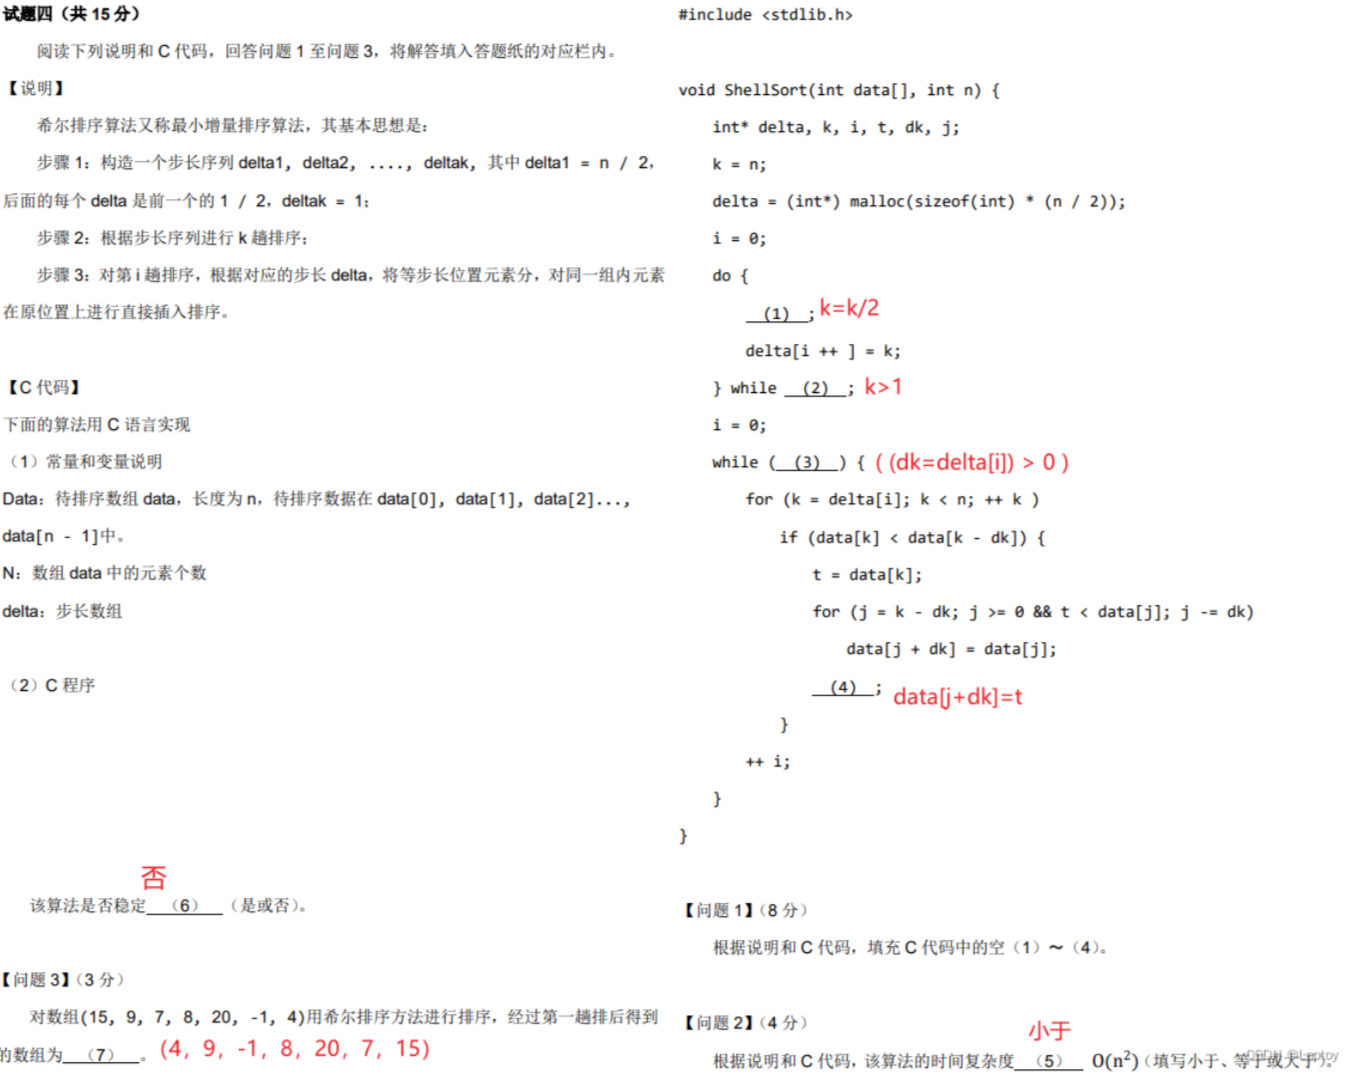 试题四（共 15 分）
阅读下列说明和 C 代码，回答问题 1 至问题 3，将解答填入答题纸的对应栏内。
【说明】
希尔排序算法又称最小增量排序算法，其基本思想是：
步骤 1：构造一个步长序列 delta1, delta2, ...., deltak, 其中 delta1 = n / 2,
后面的每个 delta 是前一个的 1 / 2，deltak = 1；
步骤 2：根据步长序列进行 k 趟排序；
步骤 3：对第 i 趟排序，根据对应的步长 delta，将等步长位置元素分，对同一组内元素
在原位置上进行直接插入排序。
【C 代码】
下面的算法用 C 语言实现
（1）常量和变量说明
Data：待排序数组 data，长度为 n，待排序数据在 data[0], data[1], data[2]...,
data[n - 1]中。
N：数组 data 中的元素个数
delta：步长数组
（2）C 程序
否
该算法是否稳定 （6） （是或否）。
【问题 3】（3 分）
对数组(15, 9, 7, 8, 20, -1, 4)用希尔排序方法进行排序，经过第一趟排后得到
的数组为 （7） 。 (4, 9, -1, 8, 20, 7, 15)
#include <stdlib.h>
void ShellSort(int data[], int n) {
int* delta, k, i, t, dk, j;
k = n;
delta = (int*) malloc(sizeof(int) * (n / 2));
i = 0;
do {
(1) ; k=k/2
delta[i ++ ] = k;
} while (2) ; k>1
i = 0;
while ( (3) ) { ( (dk=delta[i]) > 0 )
for (k = delta[i]; k < n; ++ k )
if (data[k] < data[k - dk]) {
t = data[k];
for (j = k - dk; j >= 0 && t < data[j]; j -= dk)
data[j + dk] = data[j];
(4) ; data[j+dk]=t
}
++ i;
}
}
【问题 1】（8 分）
根据说明和 C 代码，填充 C 代码中的空（1）～（4）。
【问题 2】（4 分）
小于
根据说明和 C 代码，该算法的时间复杂度 （5） O(n²)（填写小于、等于或大于）。
CSDN @Laptoy